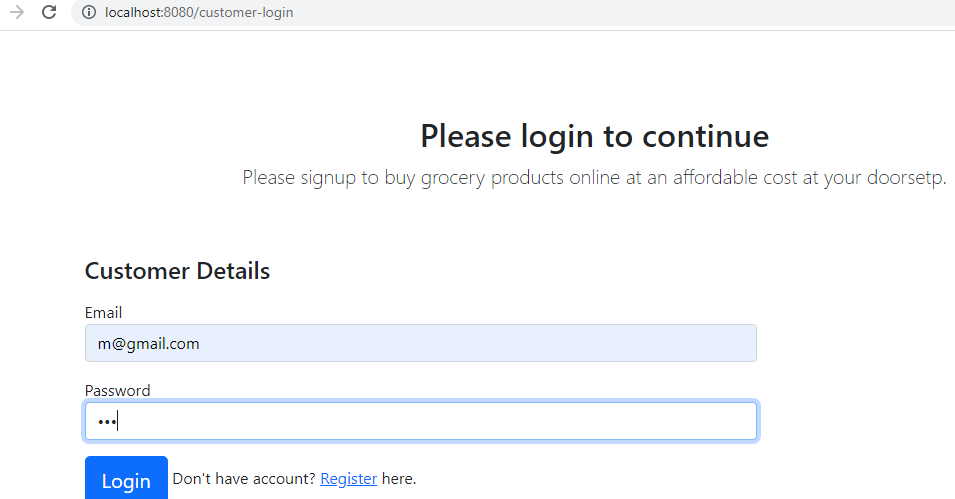 localhost:8080/customer-login
Please login to continue
Please signup to buy grocery products online at an affordable cost at your doorsetp.
Customer Details
Email
m@gmail.com
Password
•••
Login Don't have account? Register here.